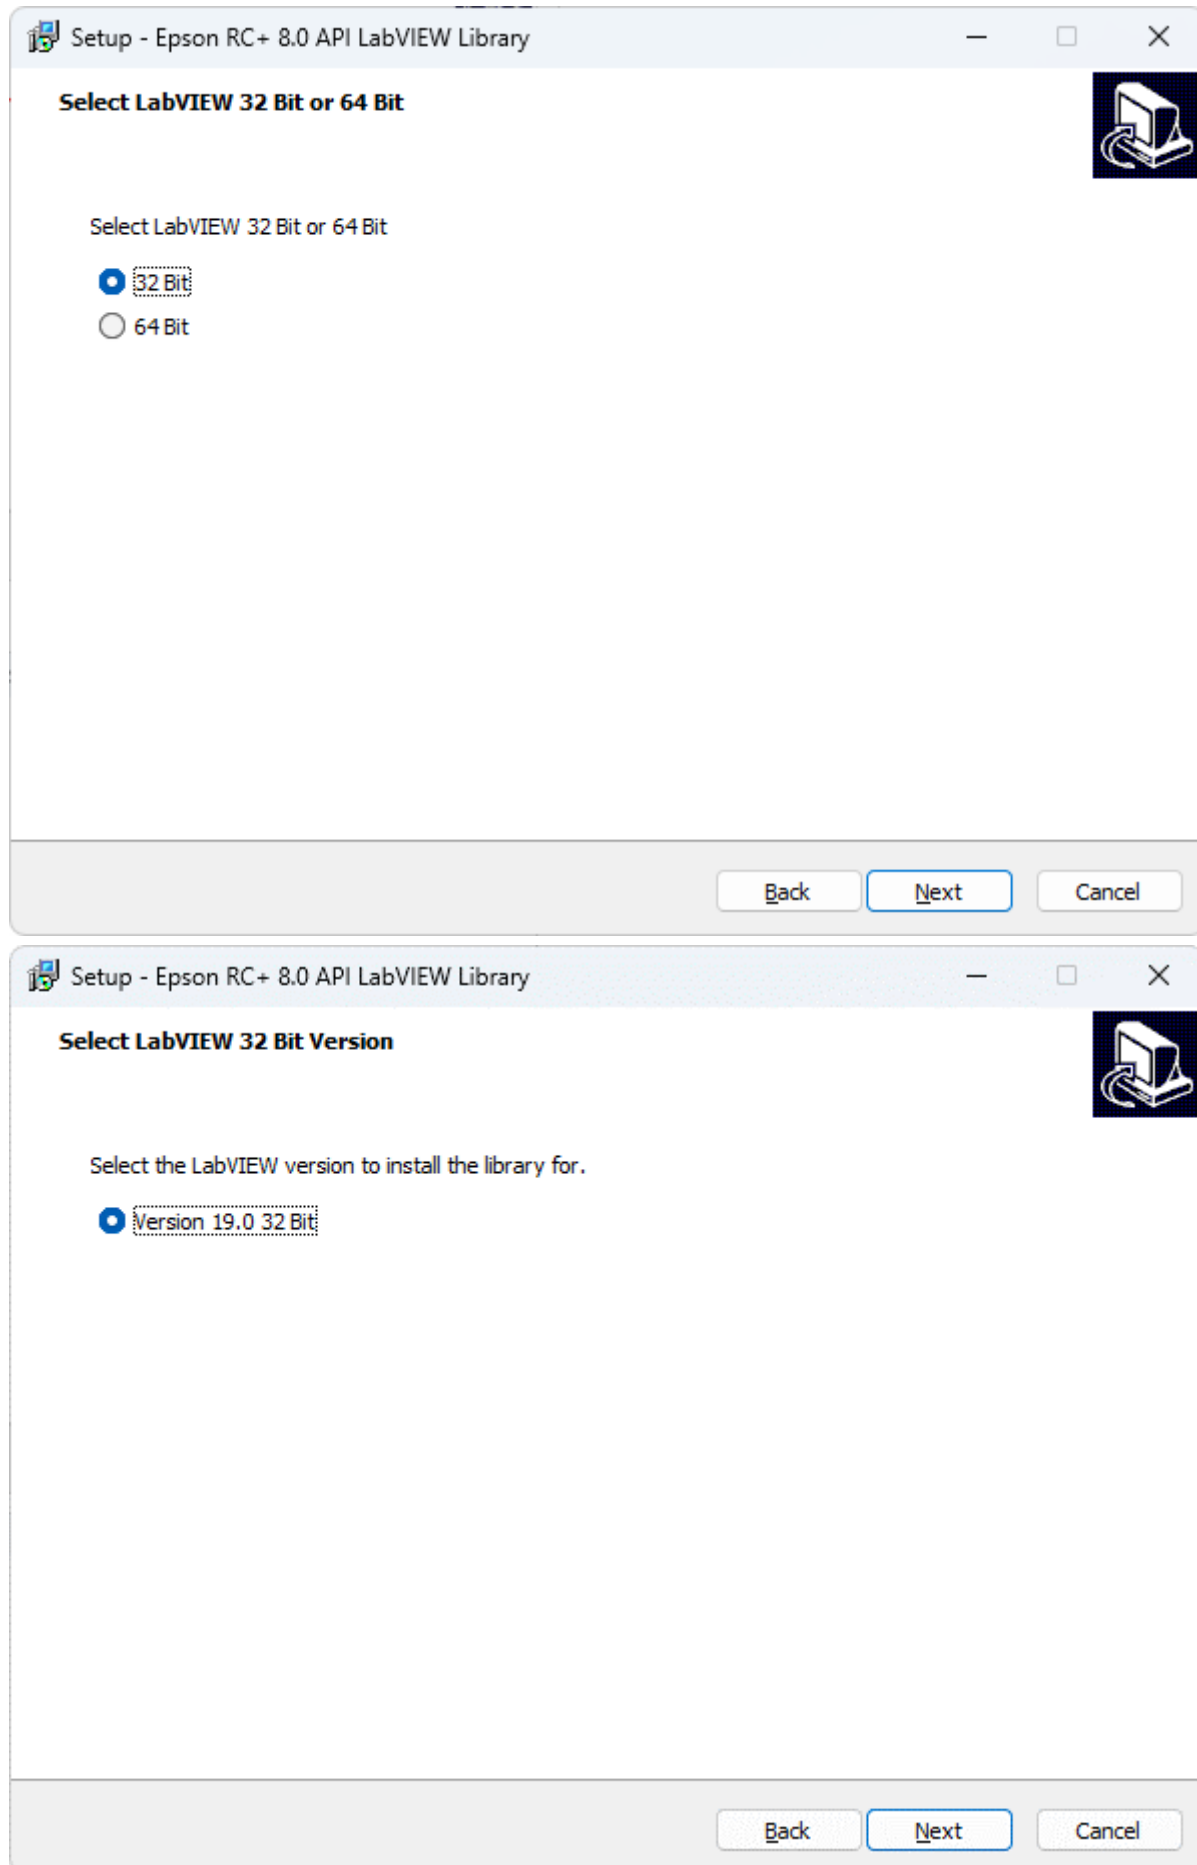 Setup - Epson RC+ 8.0 API LabVIEW Library
Select LabVIEW 32 Bit or 64 Bit
Select LabVIEW 32 Bit or 64 Bit
32 Bit
64 Bit
Back Next Cancel
Setup - Epson RC+ 8.0 API LabVIEW Library
Select LabVIEW 32 Bit Version
Select the LabVIEW version to install the library for.
Version 19.0 32 Bit
Back Next Cancel